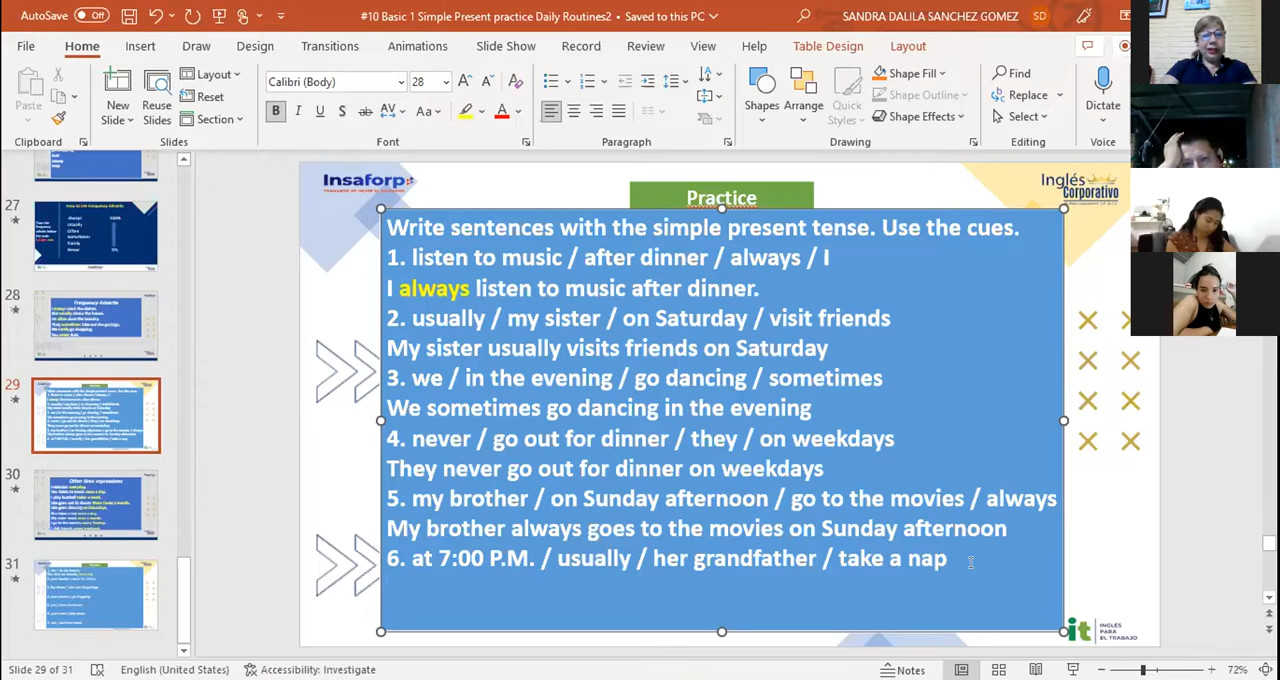 AutoSave Off
#10 Basic 1 Simple Present practice Daily Routines2 • Saved to this PC
SANDRA DALILA SANCHEZ GOMEZ SD
File Home Insert Draw Design Transitions Animations Slide Show Record Review View Help Table Design Layout
Paste
New Slide
Reuse Slides
Layout
Reset
Section
Calibri (Body) 28
Shapes
Arrange
Quick Styles
Shape Fill
Shape Outline
Shape Effects
Find
Replace
Select
Dictate
Clipboard Slides Font Paragraph Drawing Editing Voice
27
28
29
30
31
Insaforp
Inglés Corporativo
Practice
Write sentences with the simple present tense. Use the cues.
1. listen to music / after dinner / always / I
I always listen to music after dinner.
2. usually / my sister / on Saturday / visit friends
My sister usually visits friends on Saturday
3. we / in the evening / go dancing / sometimes
We sometimes go dancing in the evening
4. never / go out for dinner / they / on weekdays
They never go out for dinner on weekdays
5. my brother / on Sunday afternoon / go to the movies / always
My brother always goes to the movies on Sunday afternoon
6. at 7:00 P.M. / usually / her grandfather / take a nap
it INGLÉS PARA EL TRABAJO
Slide 29 of 31 English (United States) Accessibility: Investigate Notes 72%